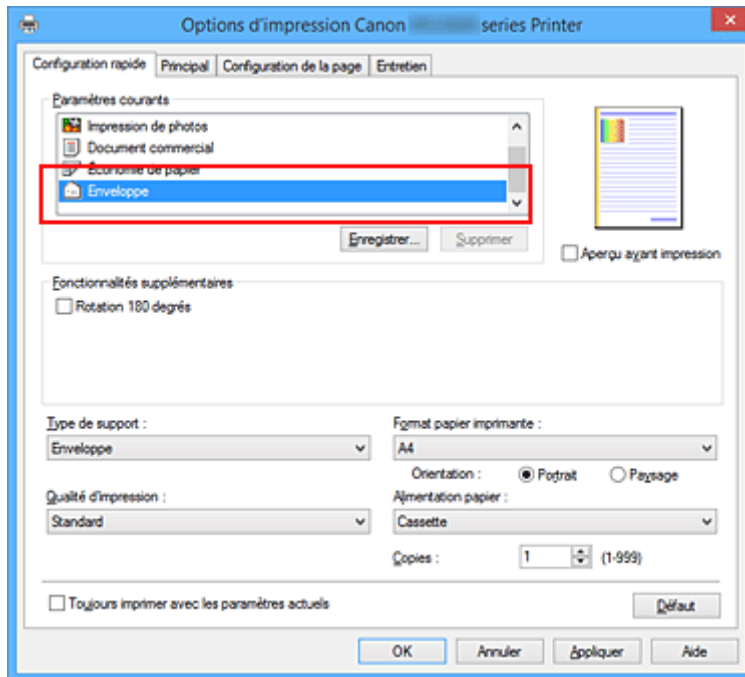 Options d'impression Canon series Printer
Configuration rapide Principal Configuration de la page Entretien
Paramètres courants
Impression de photos
Document commercial
Économie de papier
Enveloppe
Enregistrer... Supprimer
Aperçu avant impression
Fonctionnalités supplémentaires
Rotation 180 degrés
Type de support :
Enveloppe
Format papier imprimante :
A4
Orientation : Portrait Paysage
Qualité d'impression :
Standard
Alimentation papier :
Cassette
Copies : 1 (1-999)
Toujours imprimer avec les paramètres actuels
Défaut
OK Annuler Appliquer Aide